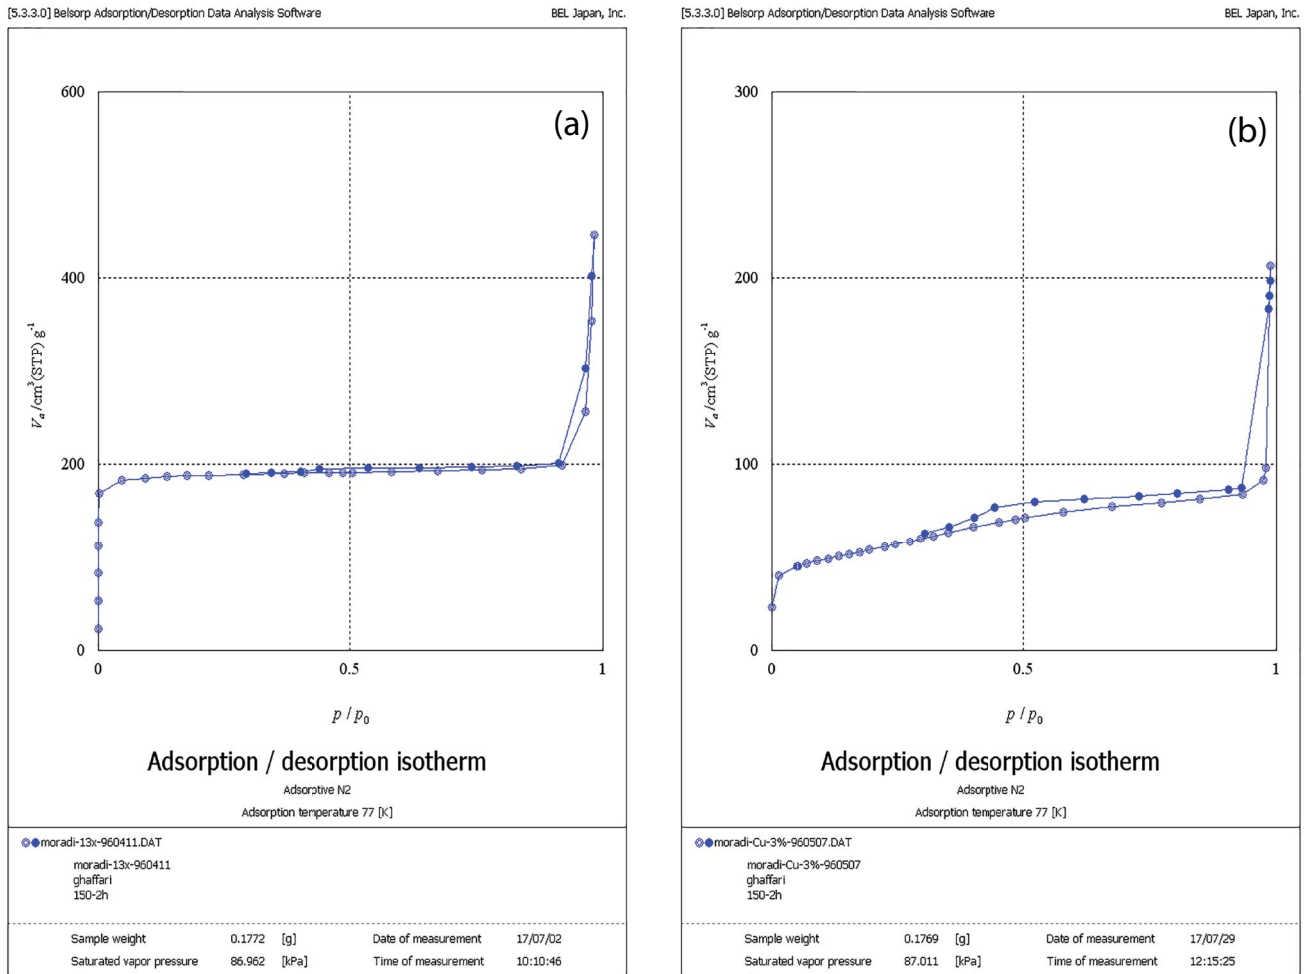 [5.3.3.0] Belsorp Adsorption/Desorption Data Analysis Software BEL Japan, Inc.
(a)
600
400
200
0
0 0.5 1
Va /cm3(STP) g-1
p / p0
Adsorption / desorption isotherm
Adsorptive N2
Adsorption temperature 77 [K]
moradi-13x-960411.DAT
moradi-13x-960411
ghaffari
150-2h
Sample weight 0.1772 [g] Date of measurement 17/07/02
Saturated vapor pressure 86.962 [kPa] Time of measurement 10:10:46
[5.3.3.0] Belsorp Adsorption/Desorption Data Analysis Software BEL Japan, Inc.
(b)
300
200
100
0
0 0.5 1
Va /cm3(STP) g-1
p / p0
Adsorption / desorption isotherm
Adsorptive N2
Adsorption temperature 77 [K]
moradi-Cu-3%-960507.DAT
moradi-Cu-3%-960507
ghaffari
150-2h
Sample weight 0.1769 [g] Date of measurement 17/07/29
Saturated vapor pressure 87.011 [kPa] Time of measurement 12:15:25